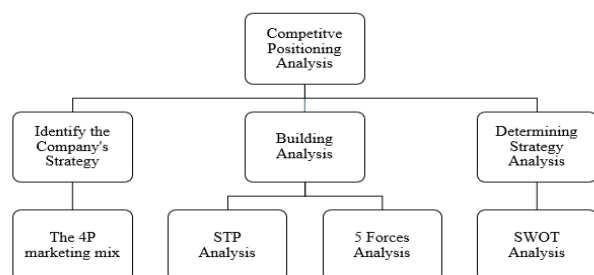 Competitve
Positioning
Analysis
Identify the
Company's
Strategy
Building
Analysis
Determining
Strategy
Analysis
The 4P
marketing mix
STP
Analysis
5 Forces
Analysis
SWOT
Analysis